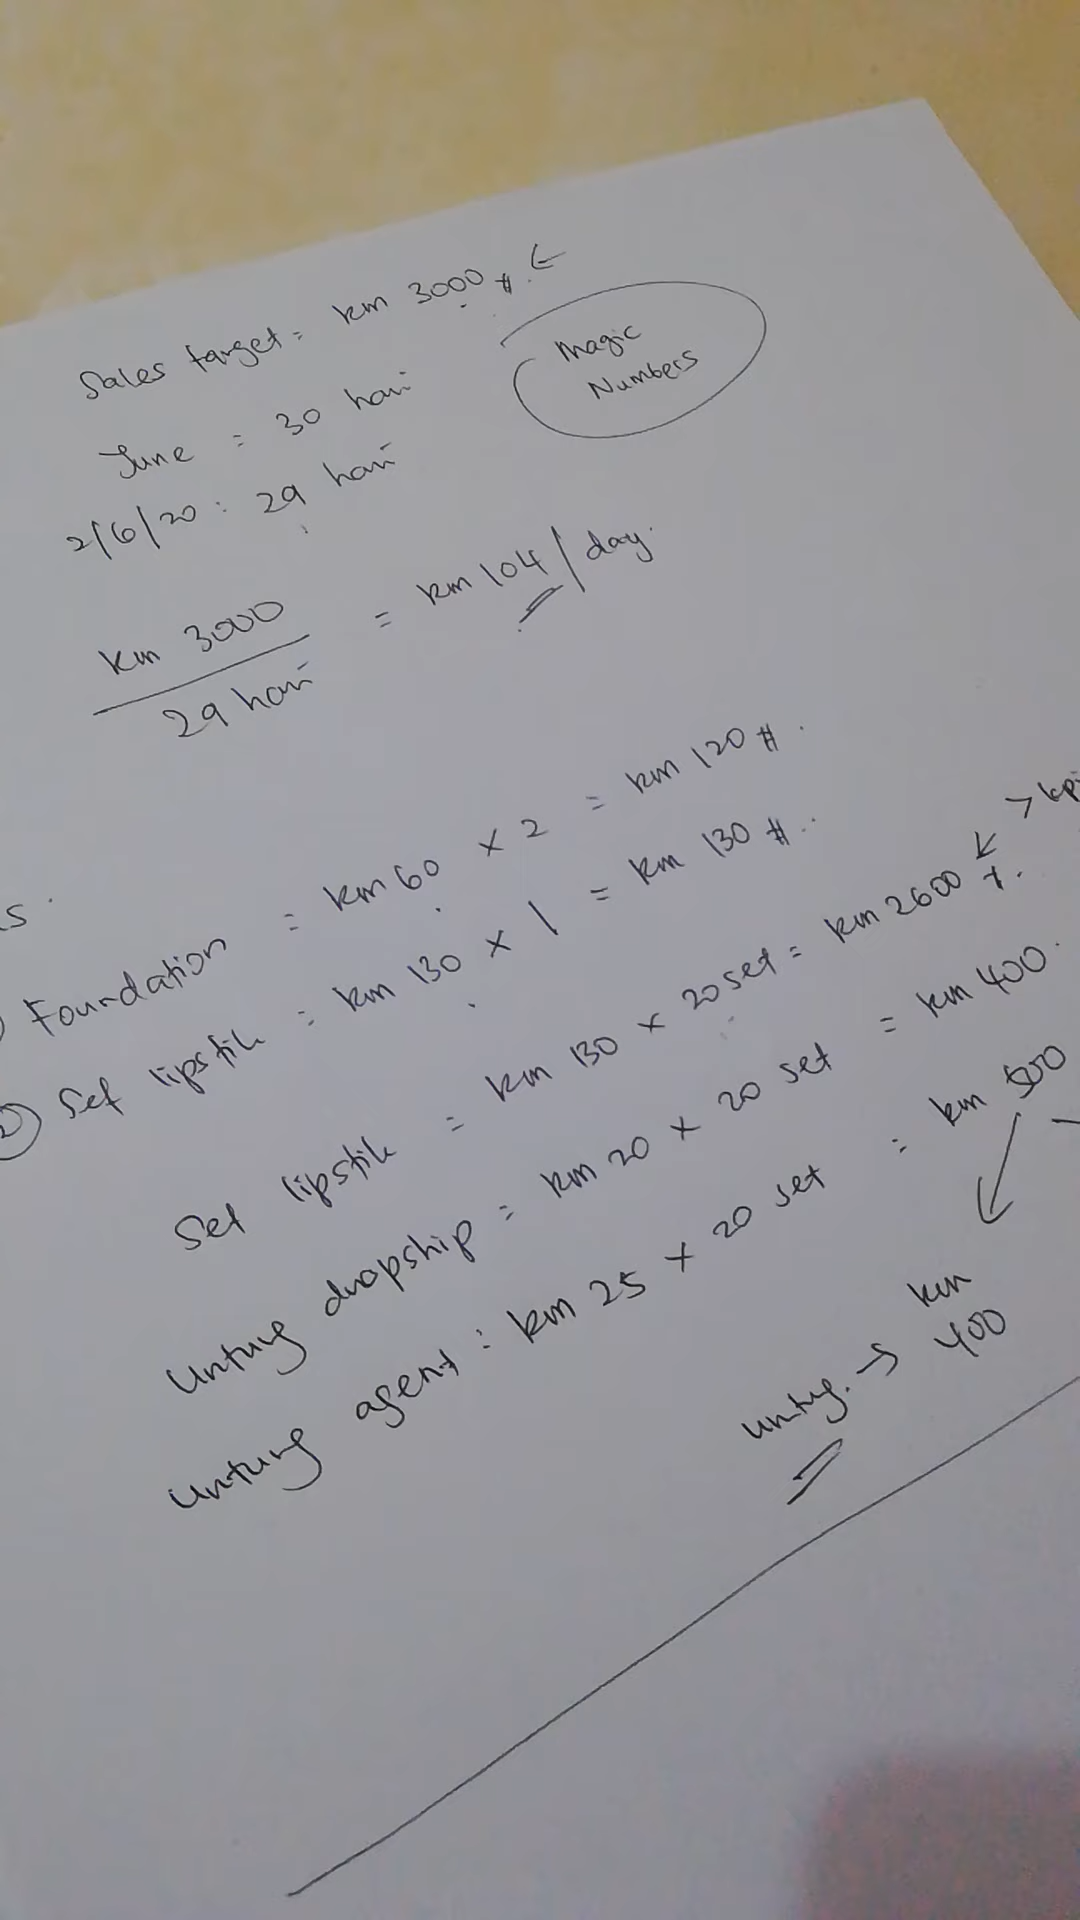 Sales target = RM 3000 #. ←
Magic
Numbers
June = 30 hari
2/6/20 : 29 hari
RM 3000
29 hari
= RM 104/day.
s.
Foundation = RM 60 x 2 = RM 120 #.
2) Set lipstik = RM 130 x 1 = RM 130 #..
Set lipstik = RM 130 x 20 set = RM 2600
Untung dropship = RM 20 x 20 set = RM 400.
Untung agent : RM 25 x 20 set = RM 500
untug. → RM
400